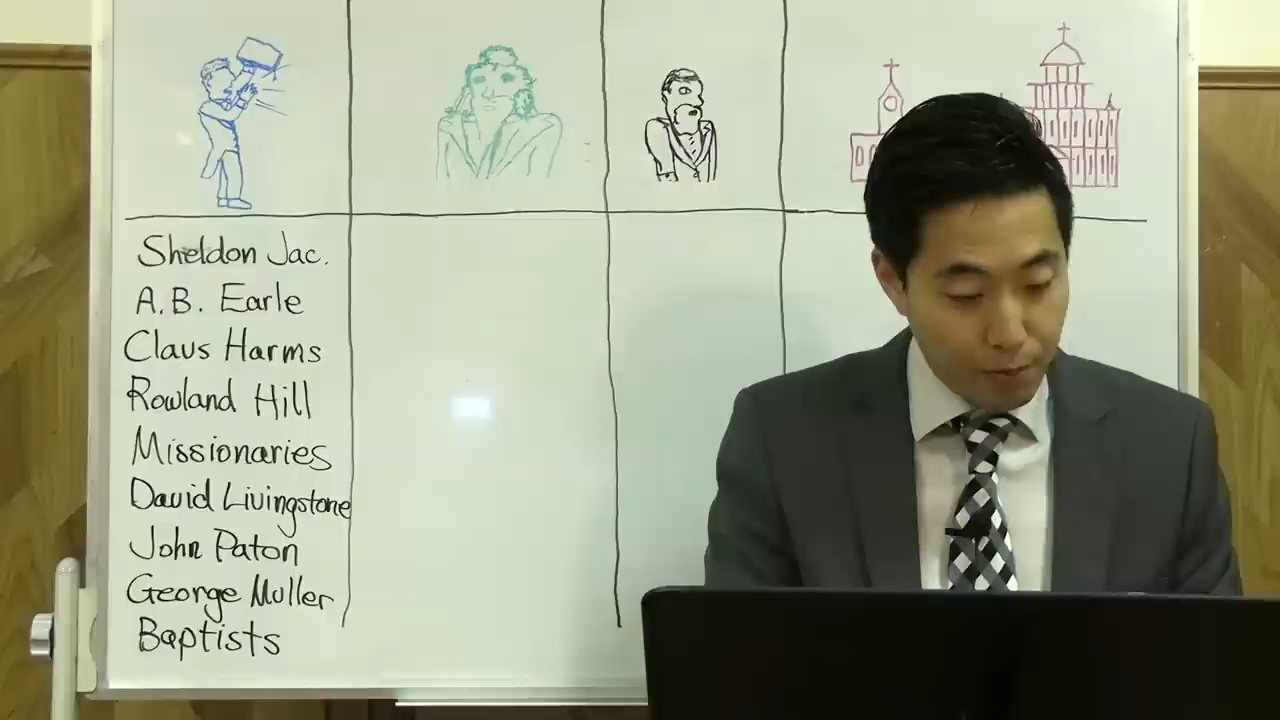 Sheldon Jac.
A.B. Earle
Claus Harms
Rowland Hill
Missionaries
David Livingstone
John Paton
George Muller
Baptists